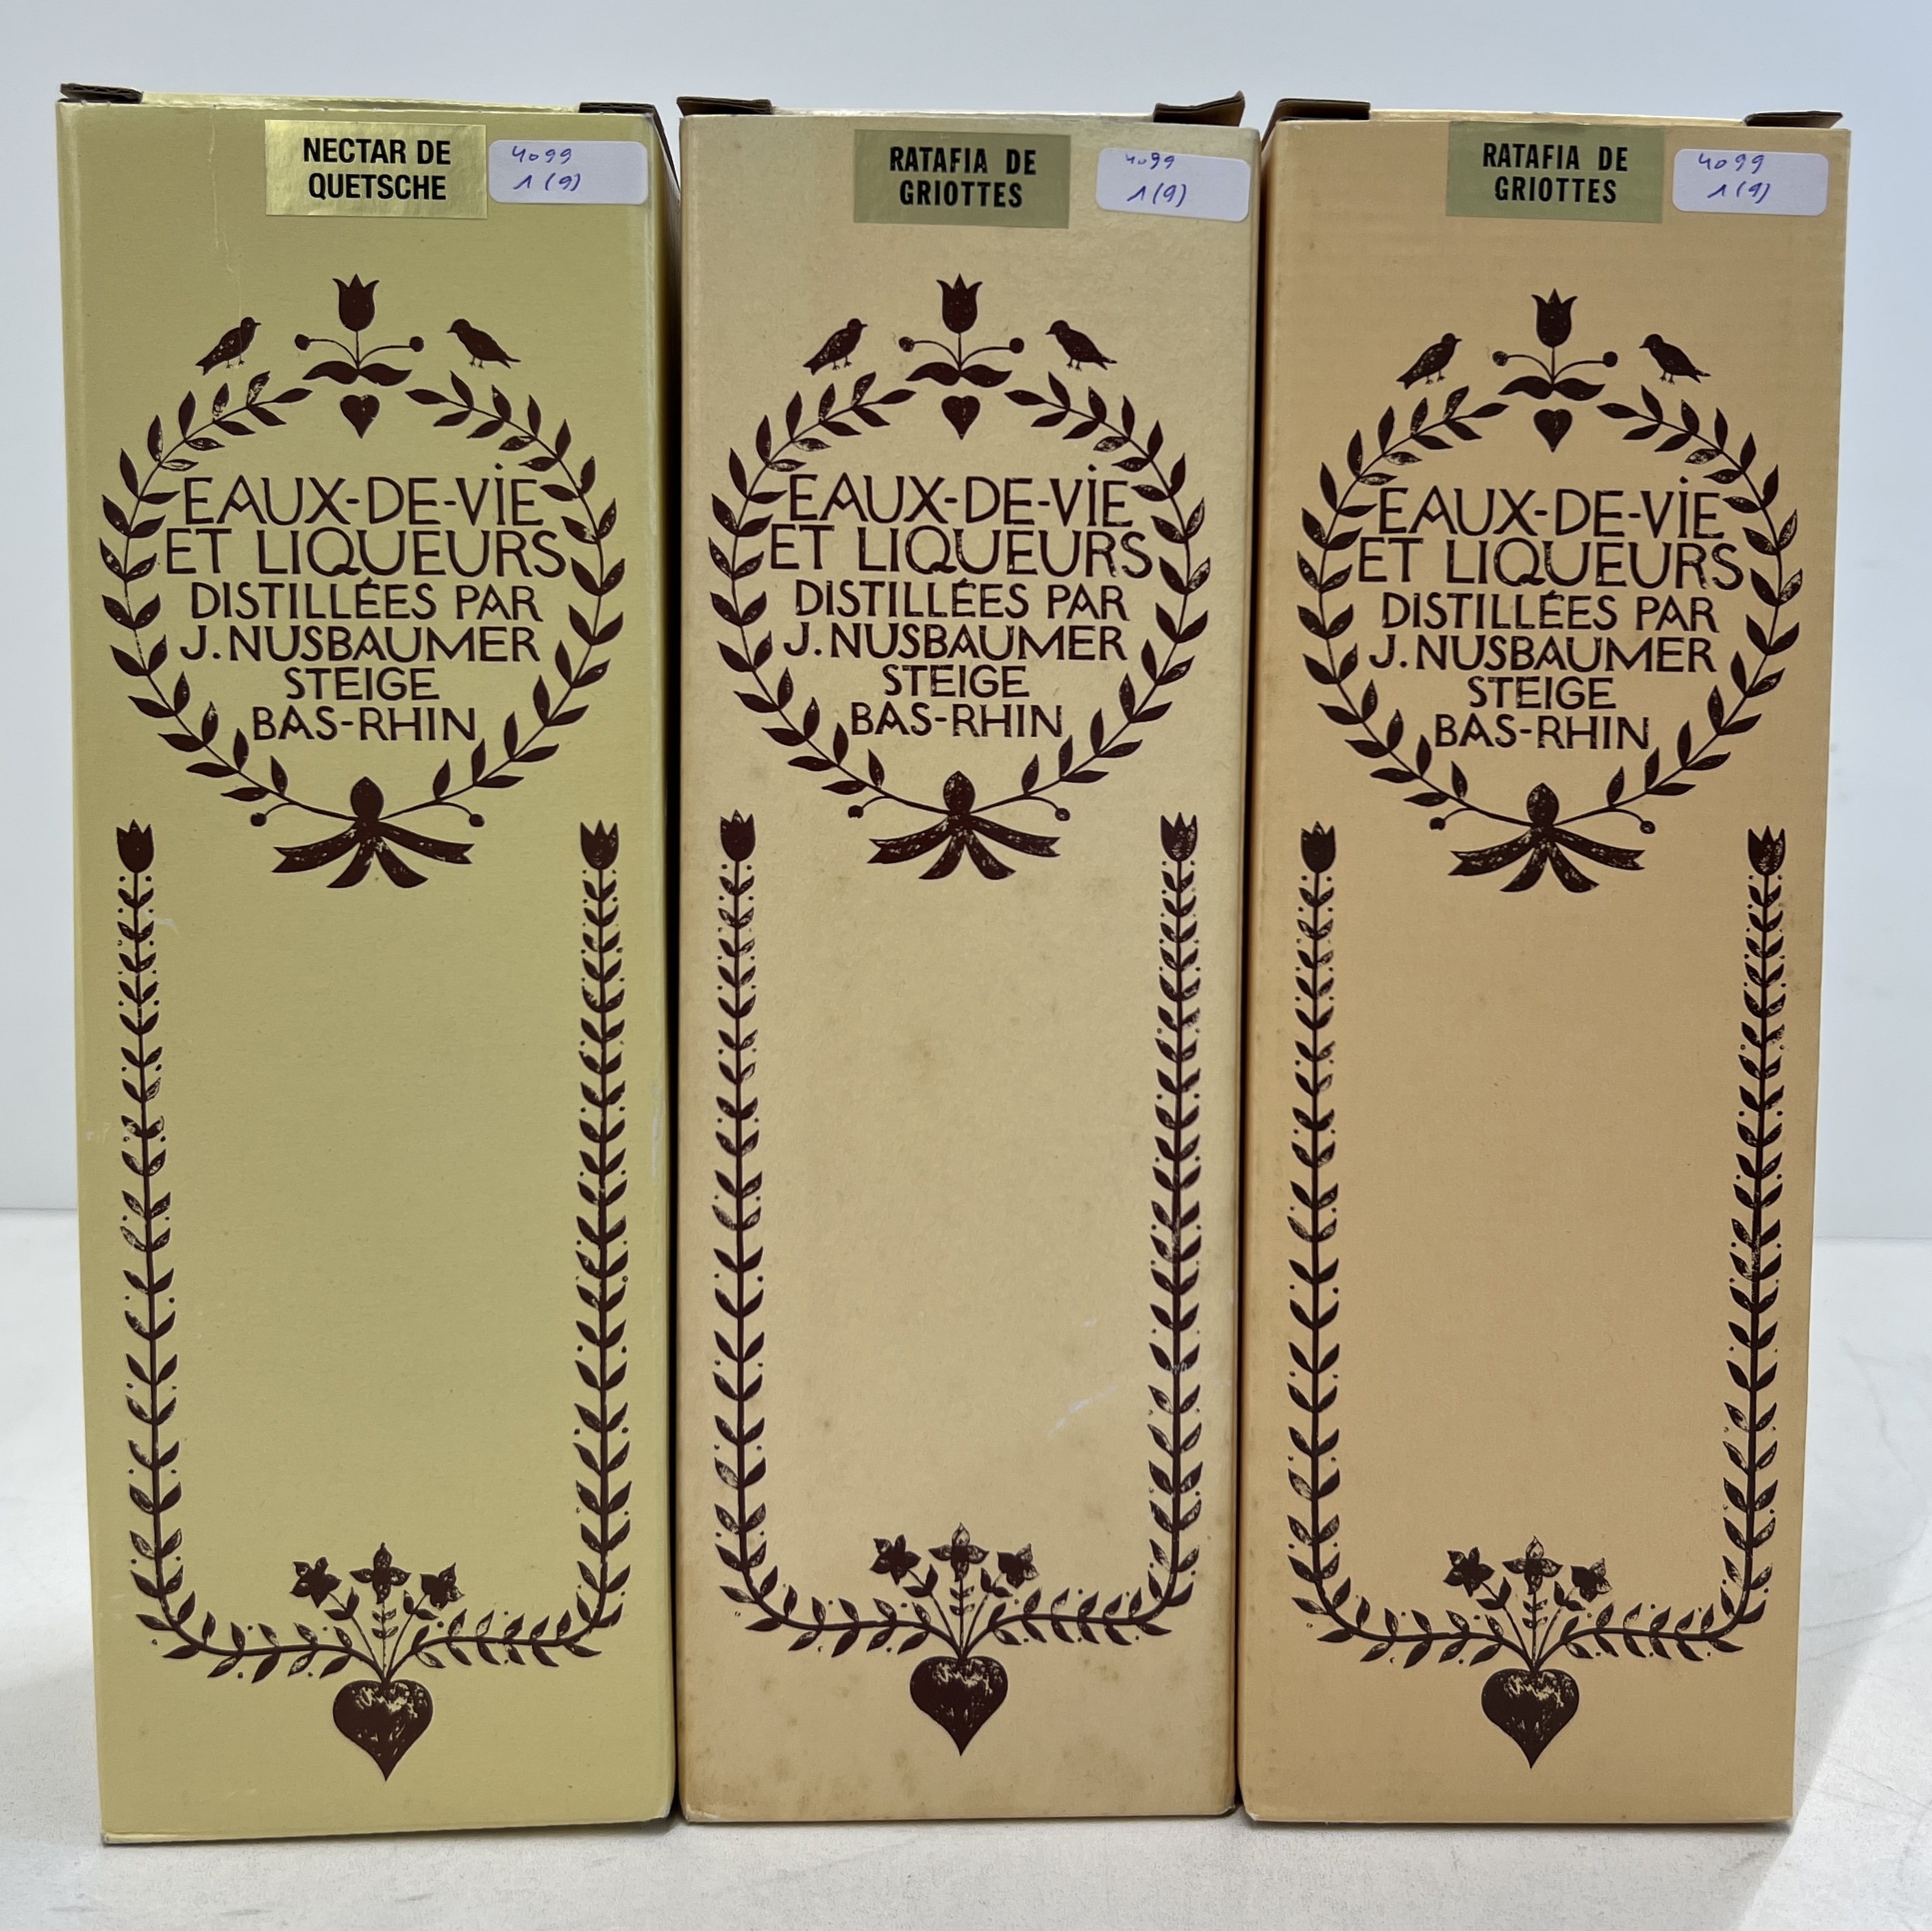 NECTAR DE
QUETSCHE
4099
1 (9)
EAUX-DE-VIE
ET LIQUEURS
DISTILLÉES PAR
J. NUSBAUMER
STEIGE
BAS-RHIN
RATAFIA DE
GRIOTTES
4099
1 (9)
EAUX-DE-VIE
ET LIQUEURS
DISTILLÉES PAR
J. NUSBAUMER
STEIGE
BAS-RHIN
RATAFIA DE
GRIOTTES
4099
1 (9)
EAUX-DE-VIE
ET LIQUEURS
DISTILLÉES PAR
J. NUSBAUMER
STEIGE
BAS-RHIN